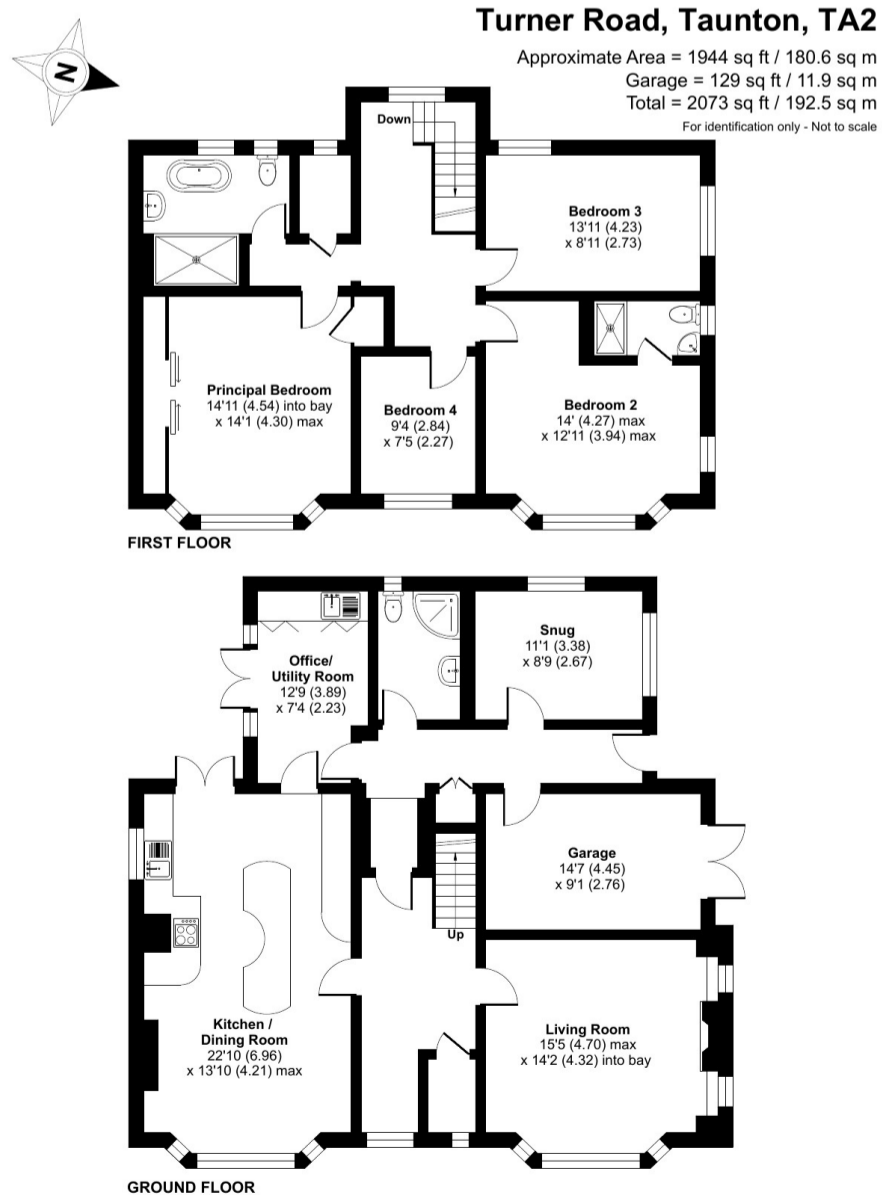 Turner Road, Taunton, TA2
Approximate Area = 1944 sq ft / 180.6 sq m
Garage = 129 sq ft / 11.9 sq m
Total = 2073 sq ft / 192.5 sq m
For identification only - Not to scale
N
Down
Bedroom 3
13'11 (4.23)
x 8'11 (2.73)
Principal Bedroom
14'11 (4.54) into bay
x 14'1 (4.30) max
Bedroom 4
9'4 (2.84)
x 7'5 (2.27)
Bedroom 2
14' (4.27) max
x 12'11 (3.94) max
FIRST FLOOR
Office/
Utility Room
12'9 (3.89)
x 7'4 (2.23)
Snug
11'1 (3.38)
x 8'9 (2.67)
Garage
14'7 (4.45)
x 9'1 (2.76)
Up
Kitchen /
Dining Room
22'10 (6.96)
x 13'10 (4.21) max
Living Room
15'5 (4.70) max
x 14'2 (4.32) into bay
GROUND FLOOR